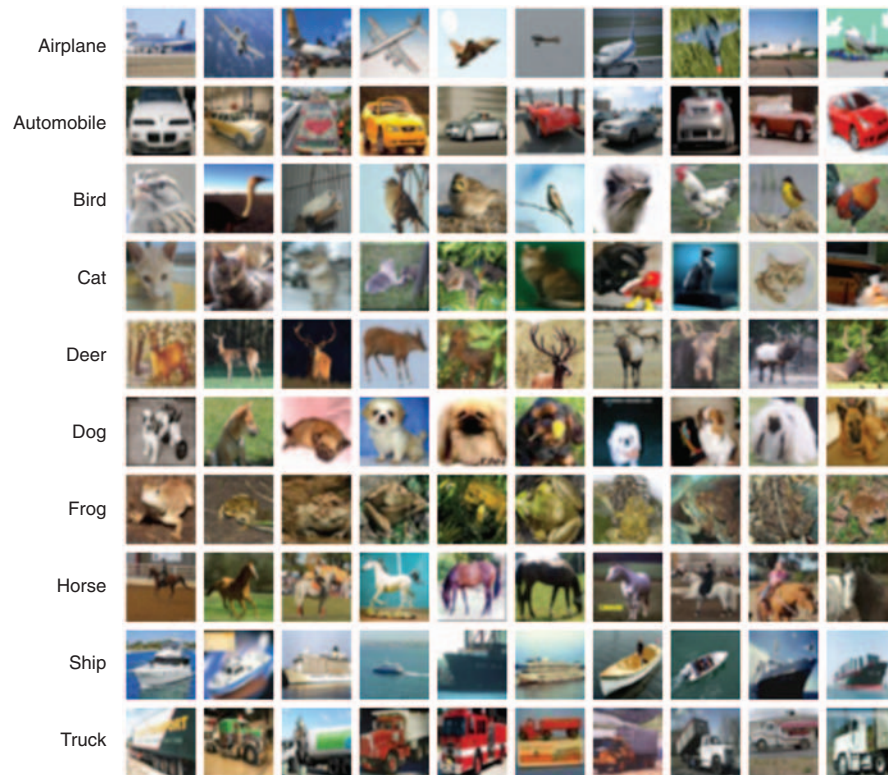 Airplane
Automobile
Bird
Cat
Deer
Dog
Frog
Horse
Ship
Truck